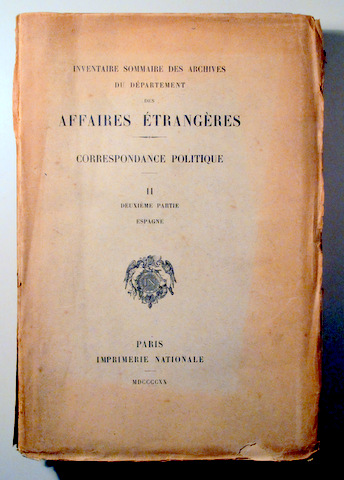 INVENTAIRE SOMMAIRE DES ARCHIVES
DU DÉPARTEMENT
DES
AFFAIRES ÉTRANGÈRES
CORRESPONDANCE POLITIQUE
II
DEUXIÈME PARTIE
ESPAGNE
PARIS
IMPRIMERIE NATIONALE
MDCCCCXX